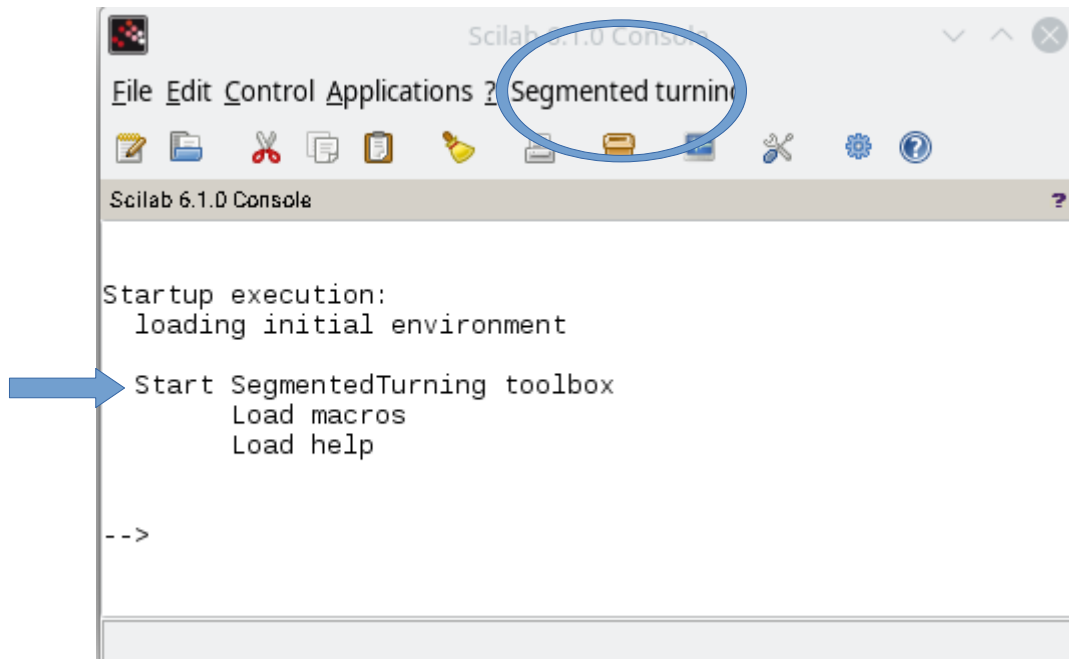 Scilab 6.1.0 Console
File Edit Control Applications ? Segmented turning
Scilab 6.1.0 Console ?
Startup execution:
loading initial environment
Start SegmentedTurning toolbox
Load macros
Load help
-->